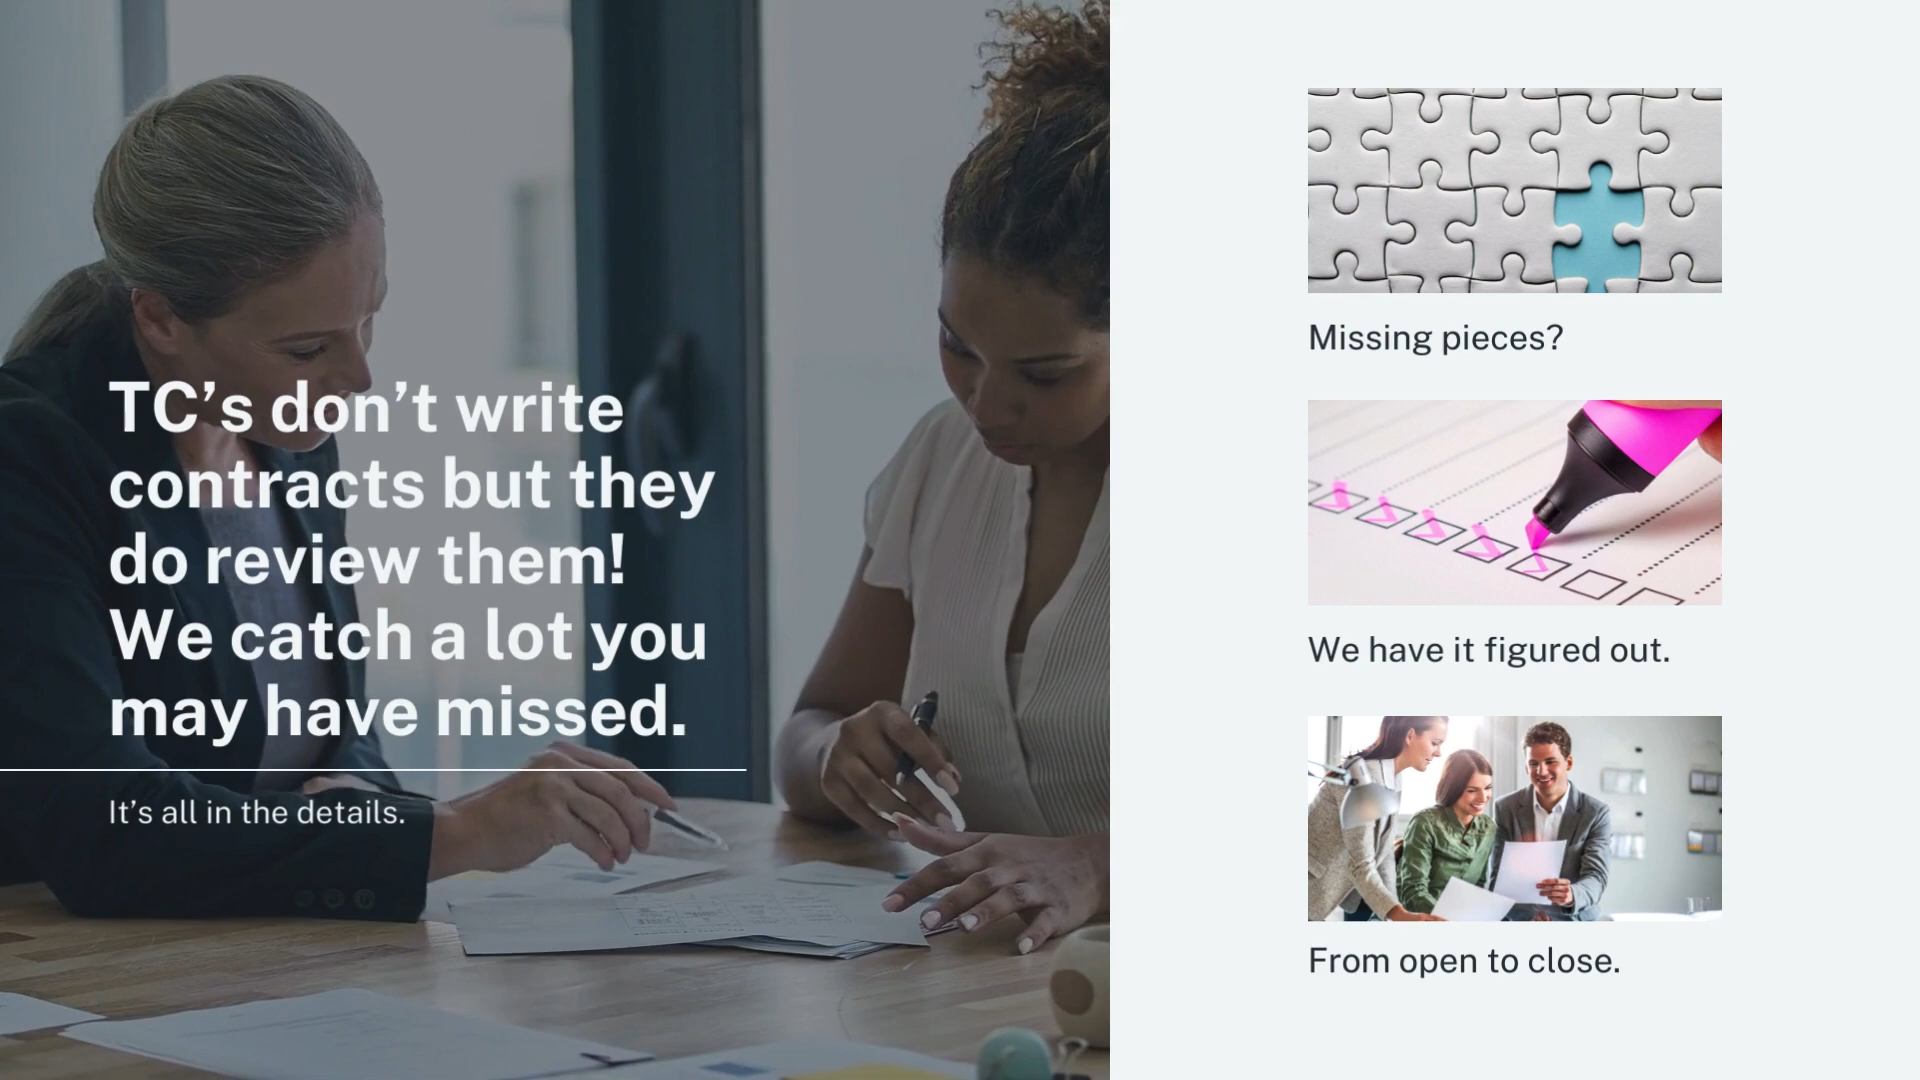 TC’s don’t write
contracts but they
do review them!
We catch a lot you
may have missed.
It’s all in the details.
Missing pieces?
We have it figured out.
From open to close.